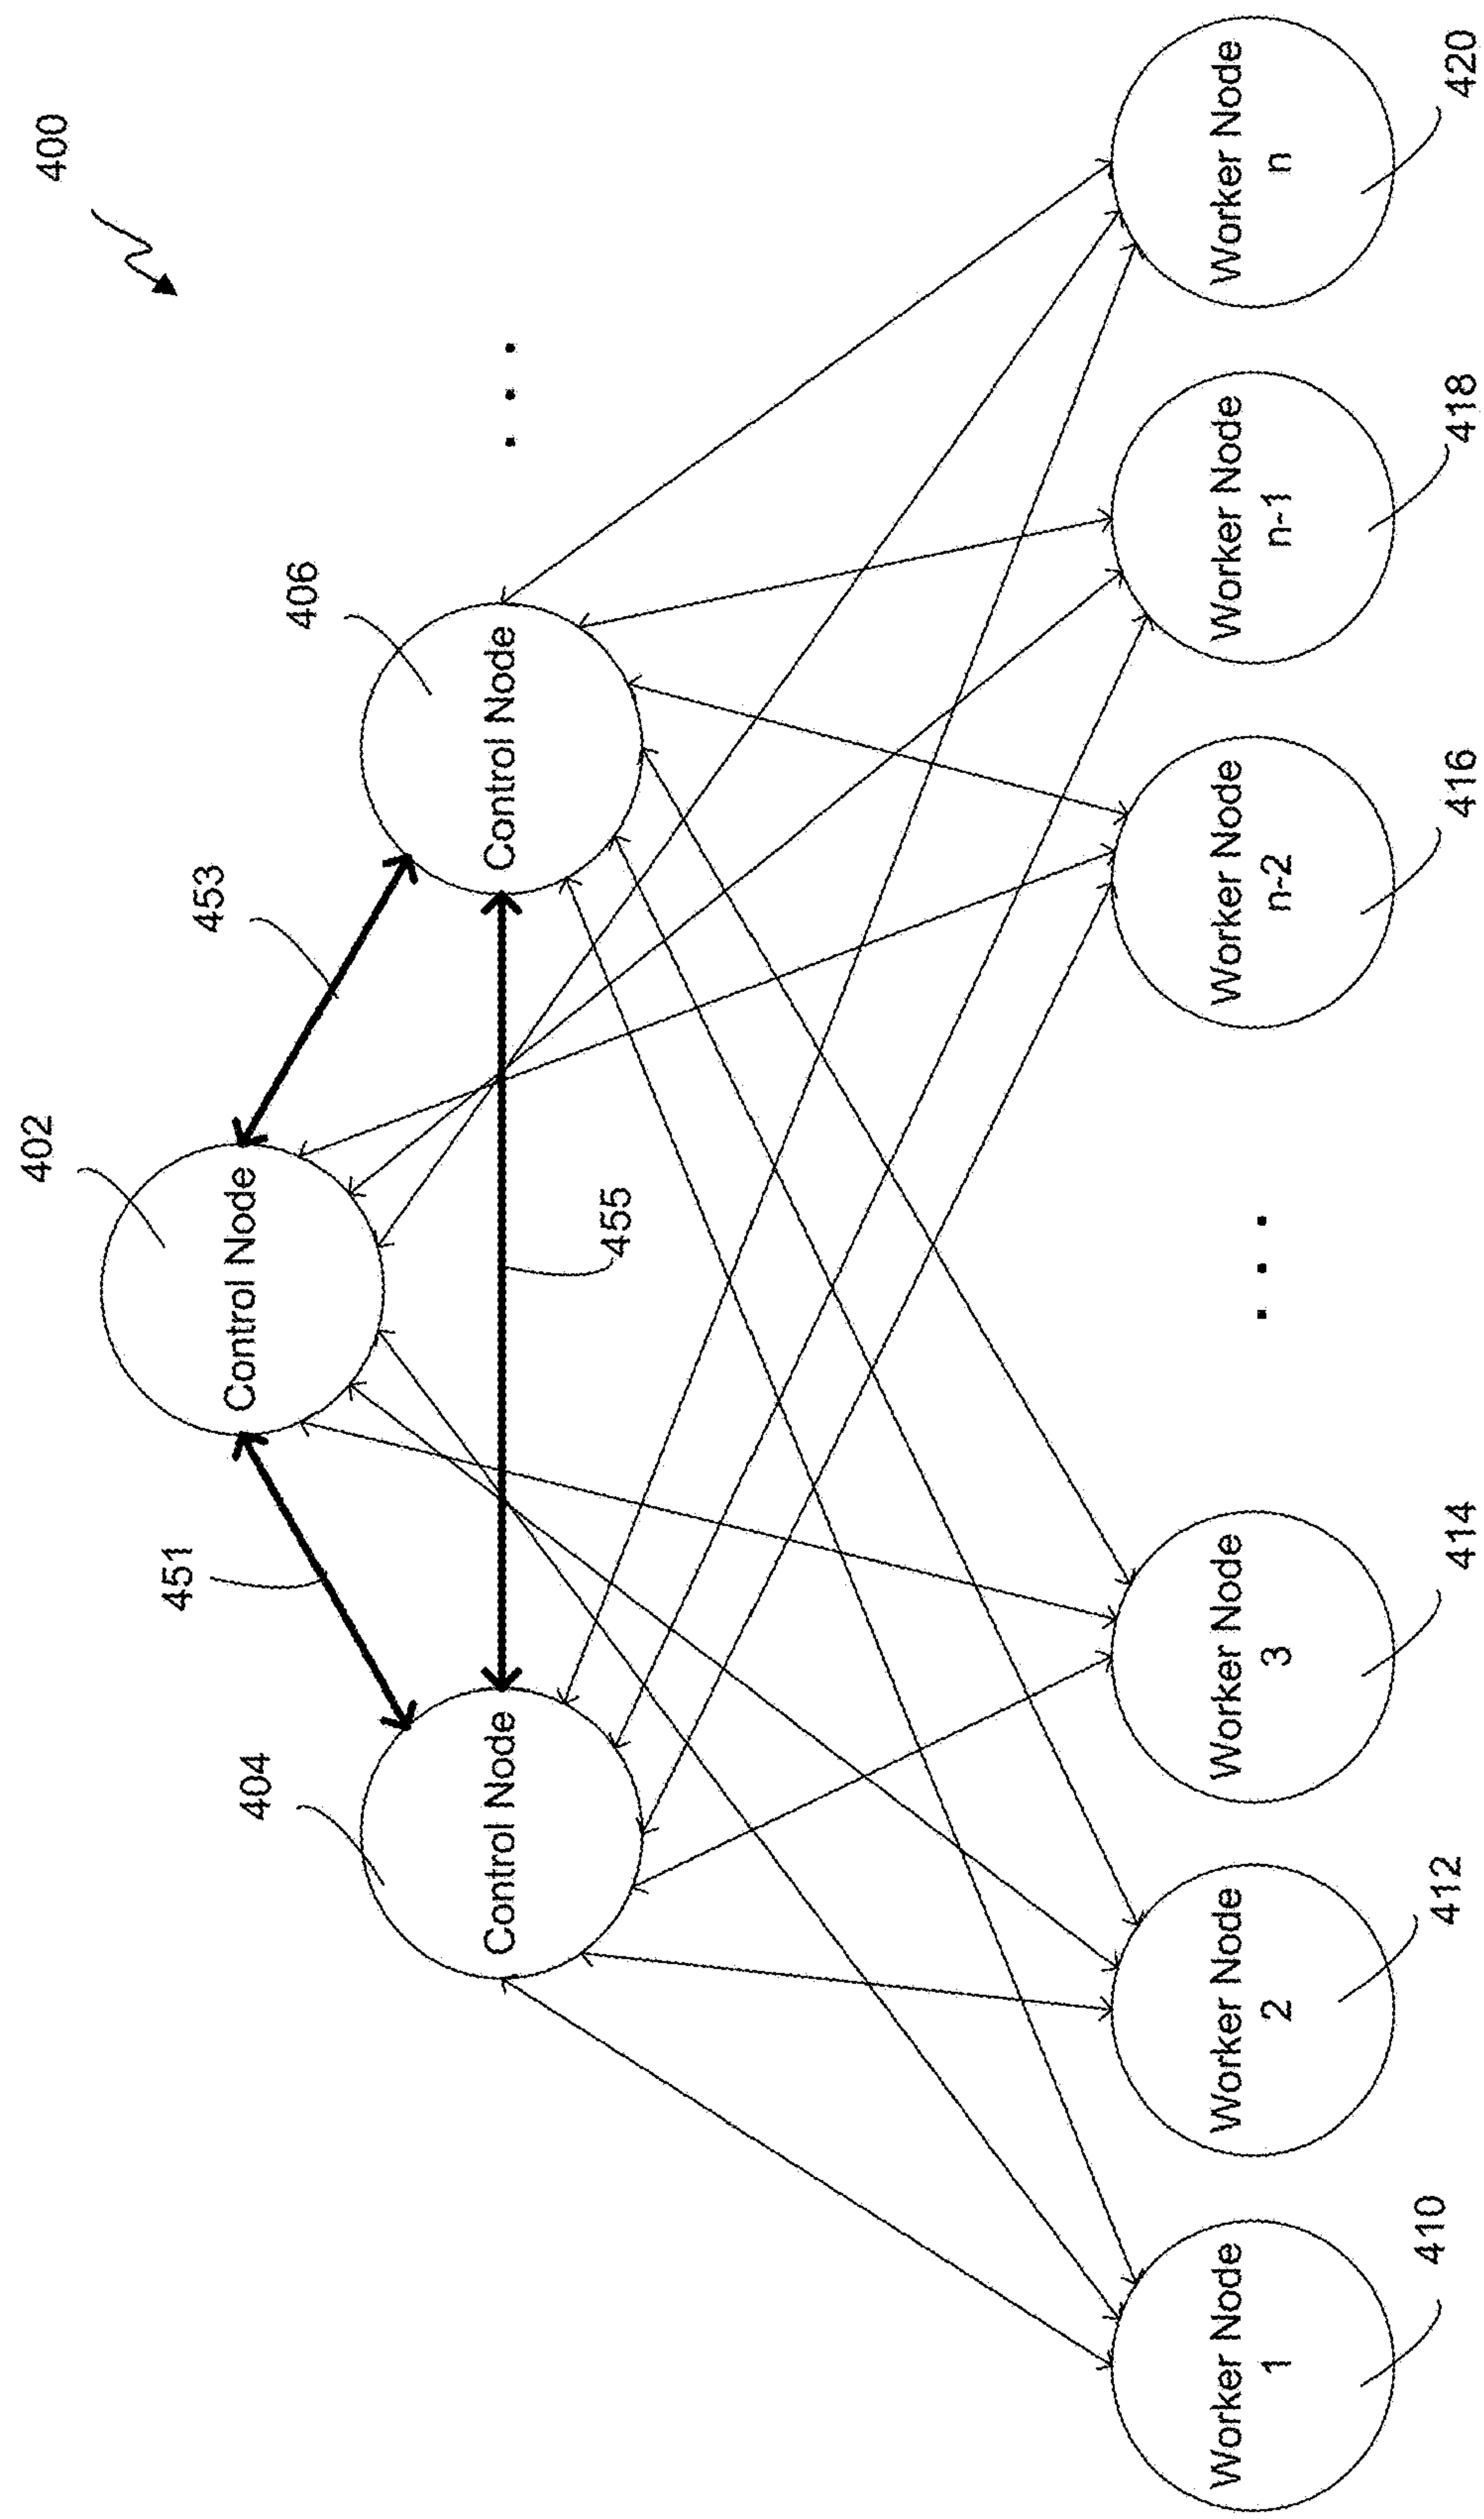 400
402
Control Node
451
453
404
406
Control Node
Control Node
. . .
455
Worker Node
1
Worker Node
2
Worker Node
3
. . .
Worker Node
n-2
Worker Node
n-1
Worker Node
n
410
412
414
416
418
420